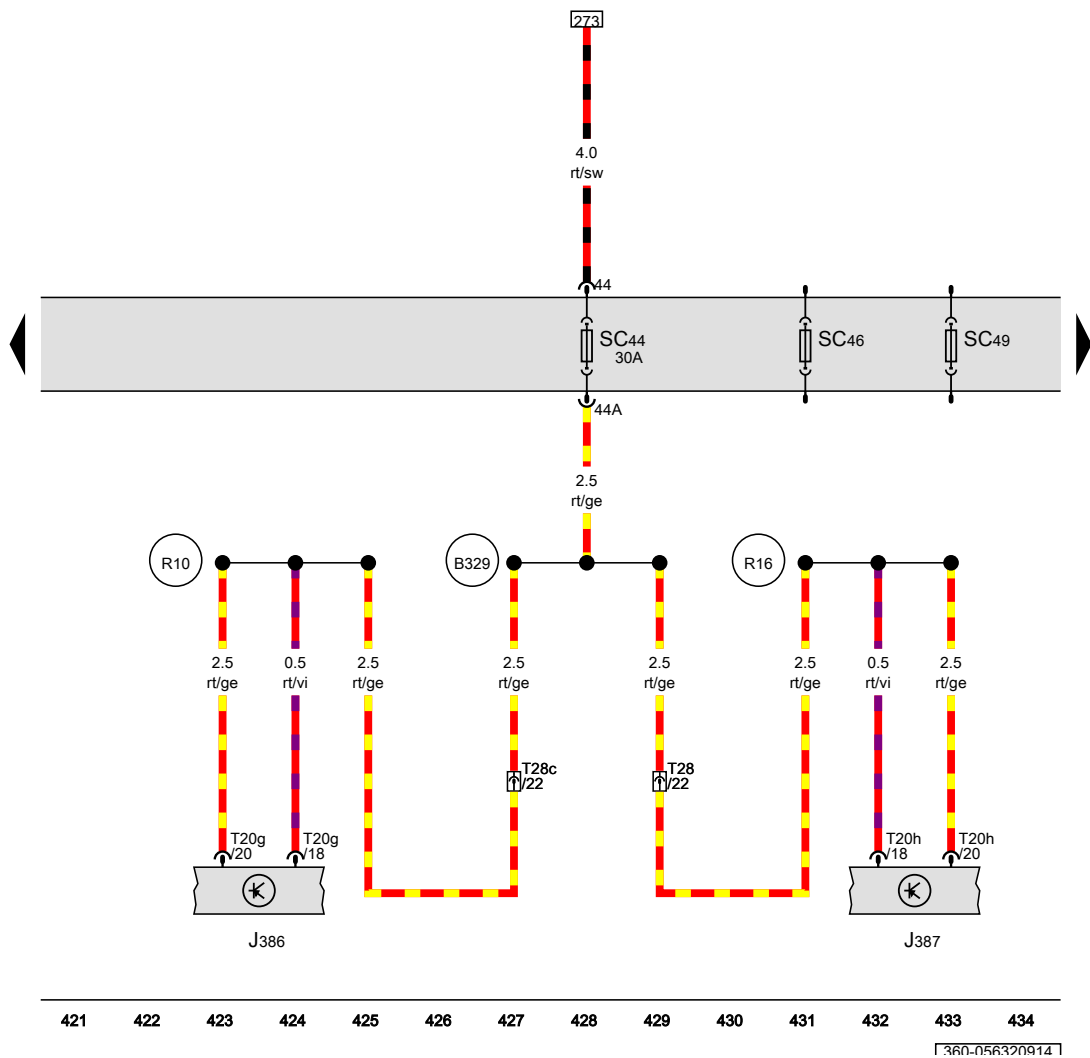 273
4.0
rt/sw
44
SC44
30A
SC46
SC49
44A
2.5
rt/ge
R10
B329
R16
2.5
rt/ge
0.5
rt/vi
2.5
rt/ge
2.5
rt/ge
2.5
rt/ge
2.5
rt/ge
0.5
rt/vi
2.5
rt/ge
T28c
/22
T28
/22
T20g
/20
T20g
/18
T20h
/18
T20h
/20
J386
J387
421 422 423 424 425 426 427 428 429 430 431 432 433 434
360-056320914